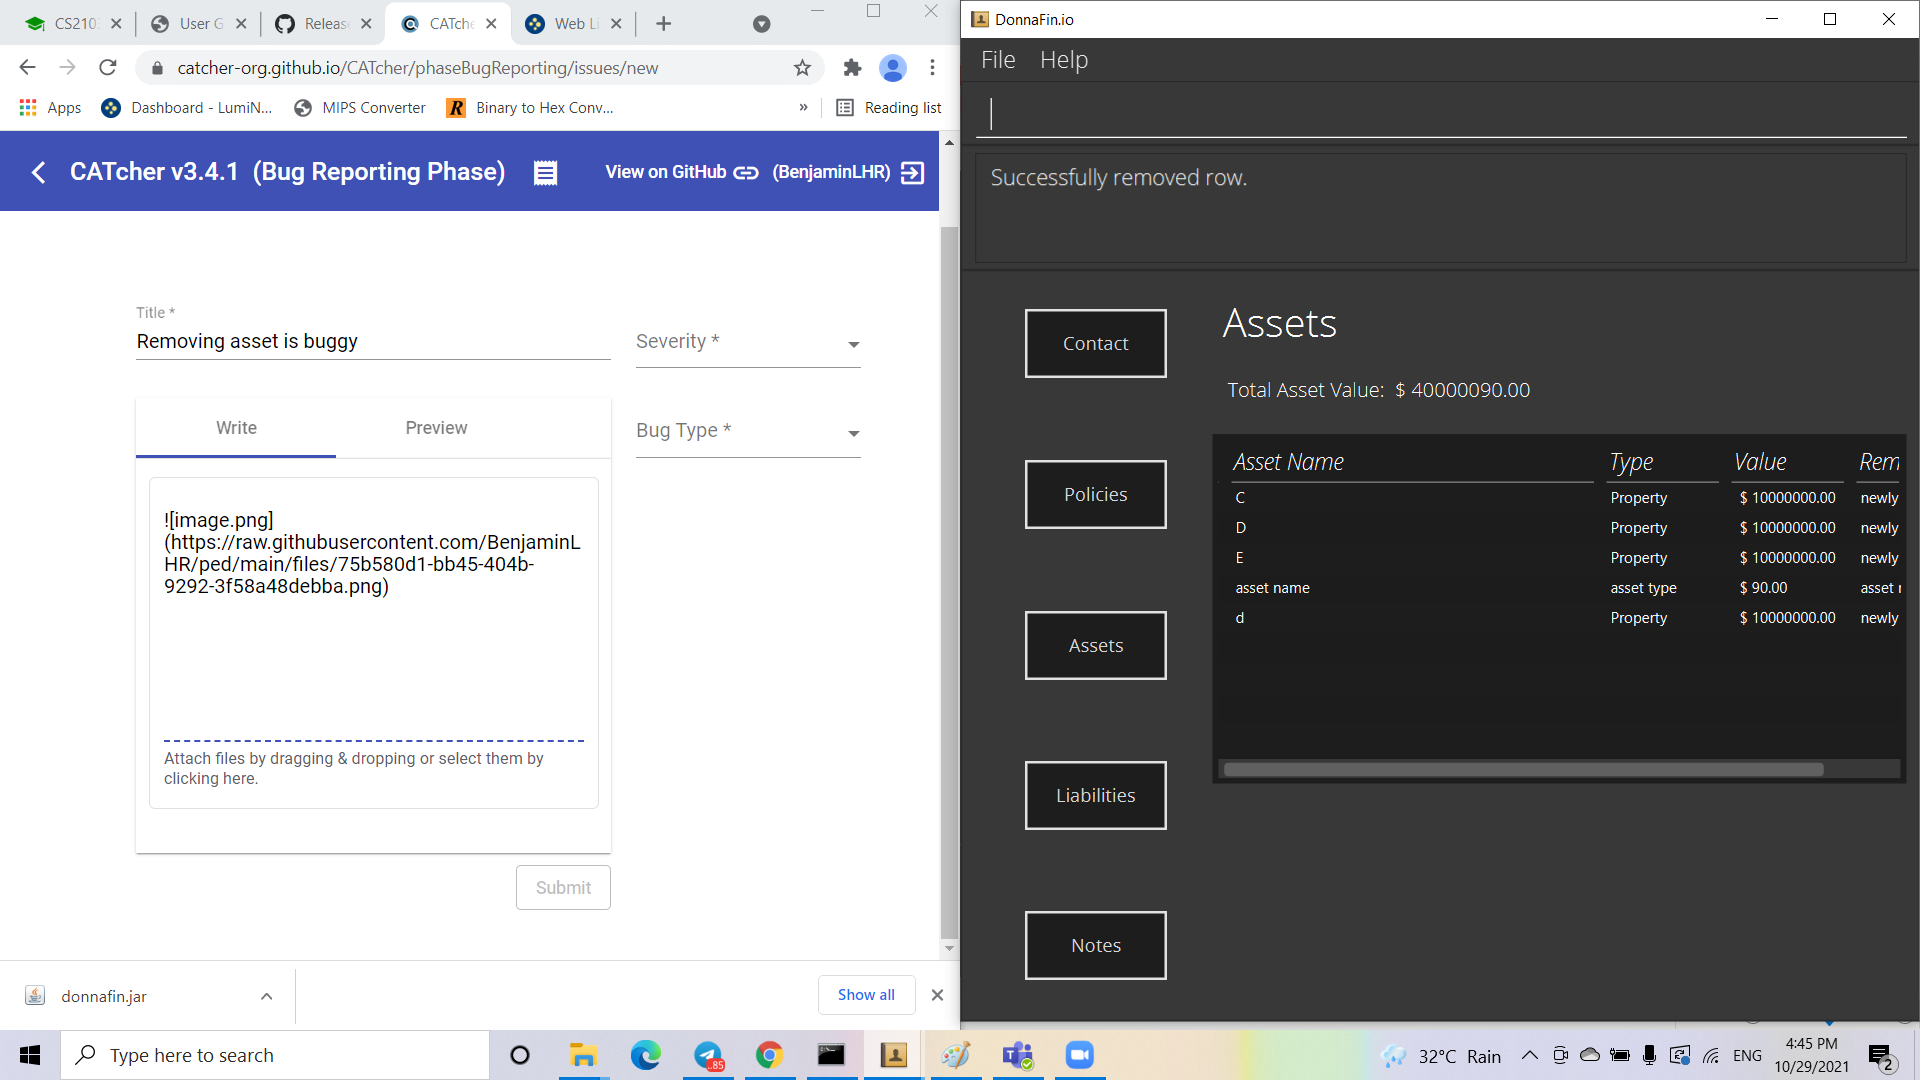 CS210
User G
Release
CATche
Web Li
catcher-org.github.io/CATcher/phaseBugReporting/issues/new
Apps
Dashboard - LumiN...
MIPS Converter
R
Binary to Hex Conv...
»
Reading list
CATcher v3.4.1 (Bug Reporting Phase)
View on GitHub
(BenjaminLHR)
Title *
Removing asset is buggy
Severity *
Write
Preview
Bug Type *
![image.png]
(https://raw.githubusercontent.com/BenjaminL
HR/ped/main/files/75b580d1-bb45-404b-
9292-3f58a48debba.png)
Attach files by dragging & dropping or select them by
clicking here.
Submit
donnafin.jar
Show all
DonnaFin.io
File Help
Successfully removed row.
Contact
Policies
Assets
Liabilities
Notes
Assets
Total Asset Value: $ 40000090.00
Asset Name Type Value Rem
C Property $ 10000000.00 newly
D Property $ 10000000.00 newly
E Property $ 10000000.00 newly
asset name asset type $ 90.00 asset r
d Property $ 10000000.00 newly
Type here to search
..85
32°C Rain
ENG
4:45 PM
10/29/2021
2